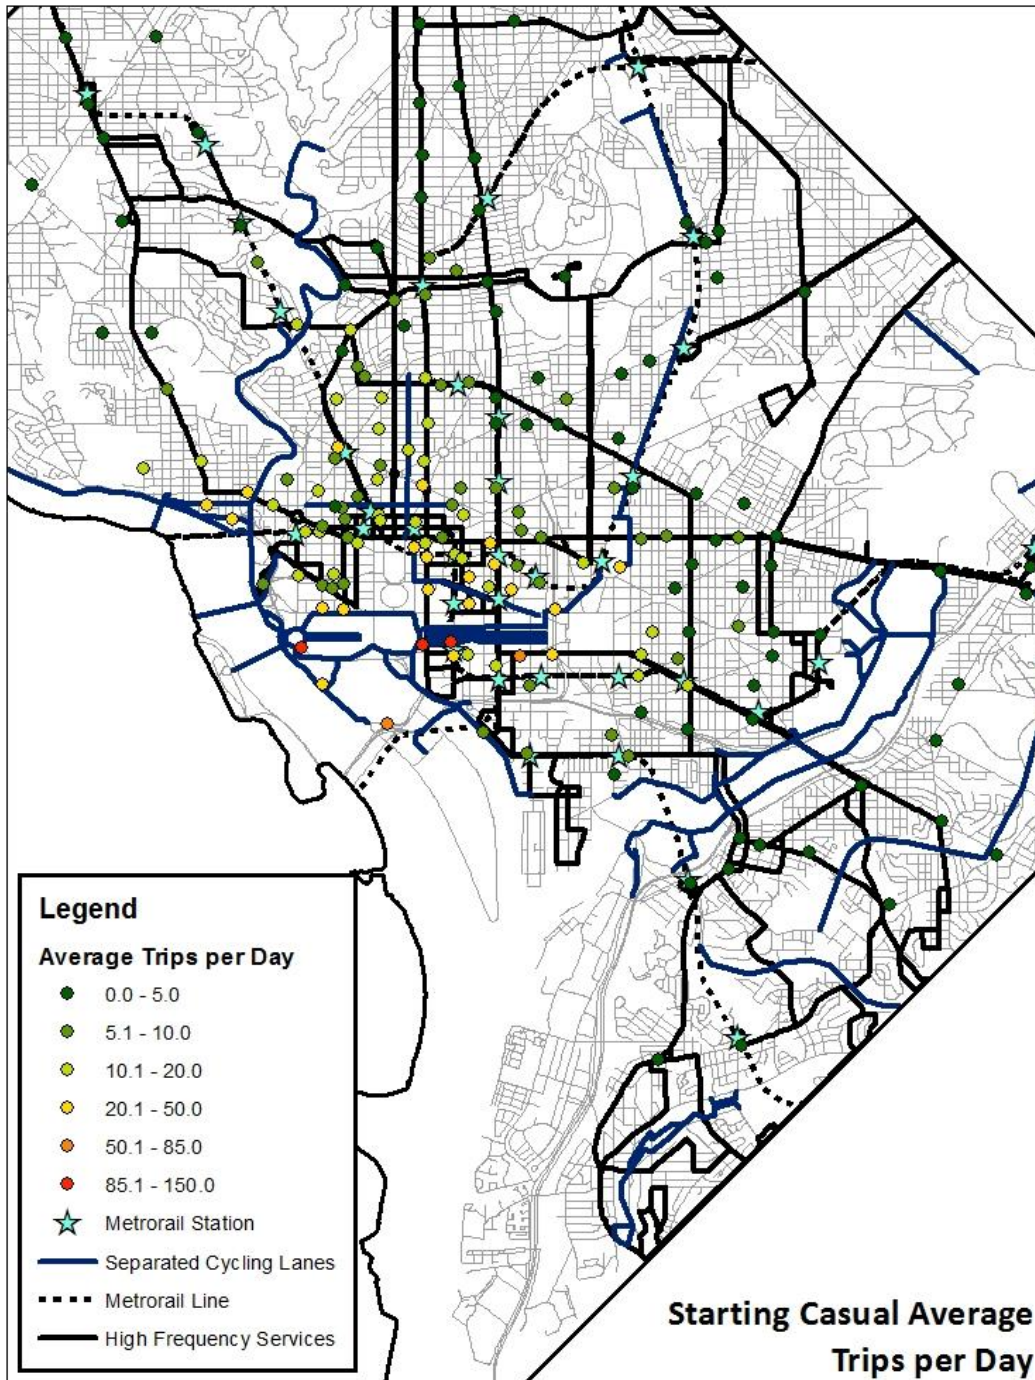 Legend
Average Trips per Day
0.0 - 5.0
5.1 - 10.0
10.1 - 20.0
20.1 - 50.0
50.1 - 85.0
85.1 - 150.0
Metrorail Station
Separated Cycling Lanes
Metrorail Line
High Frequency Services
Starting Casual Average
Trips per Day